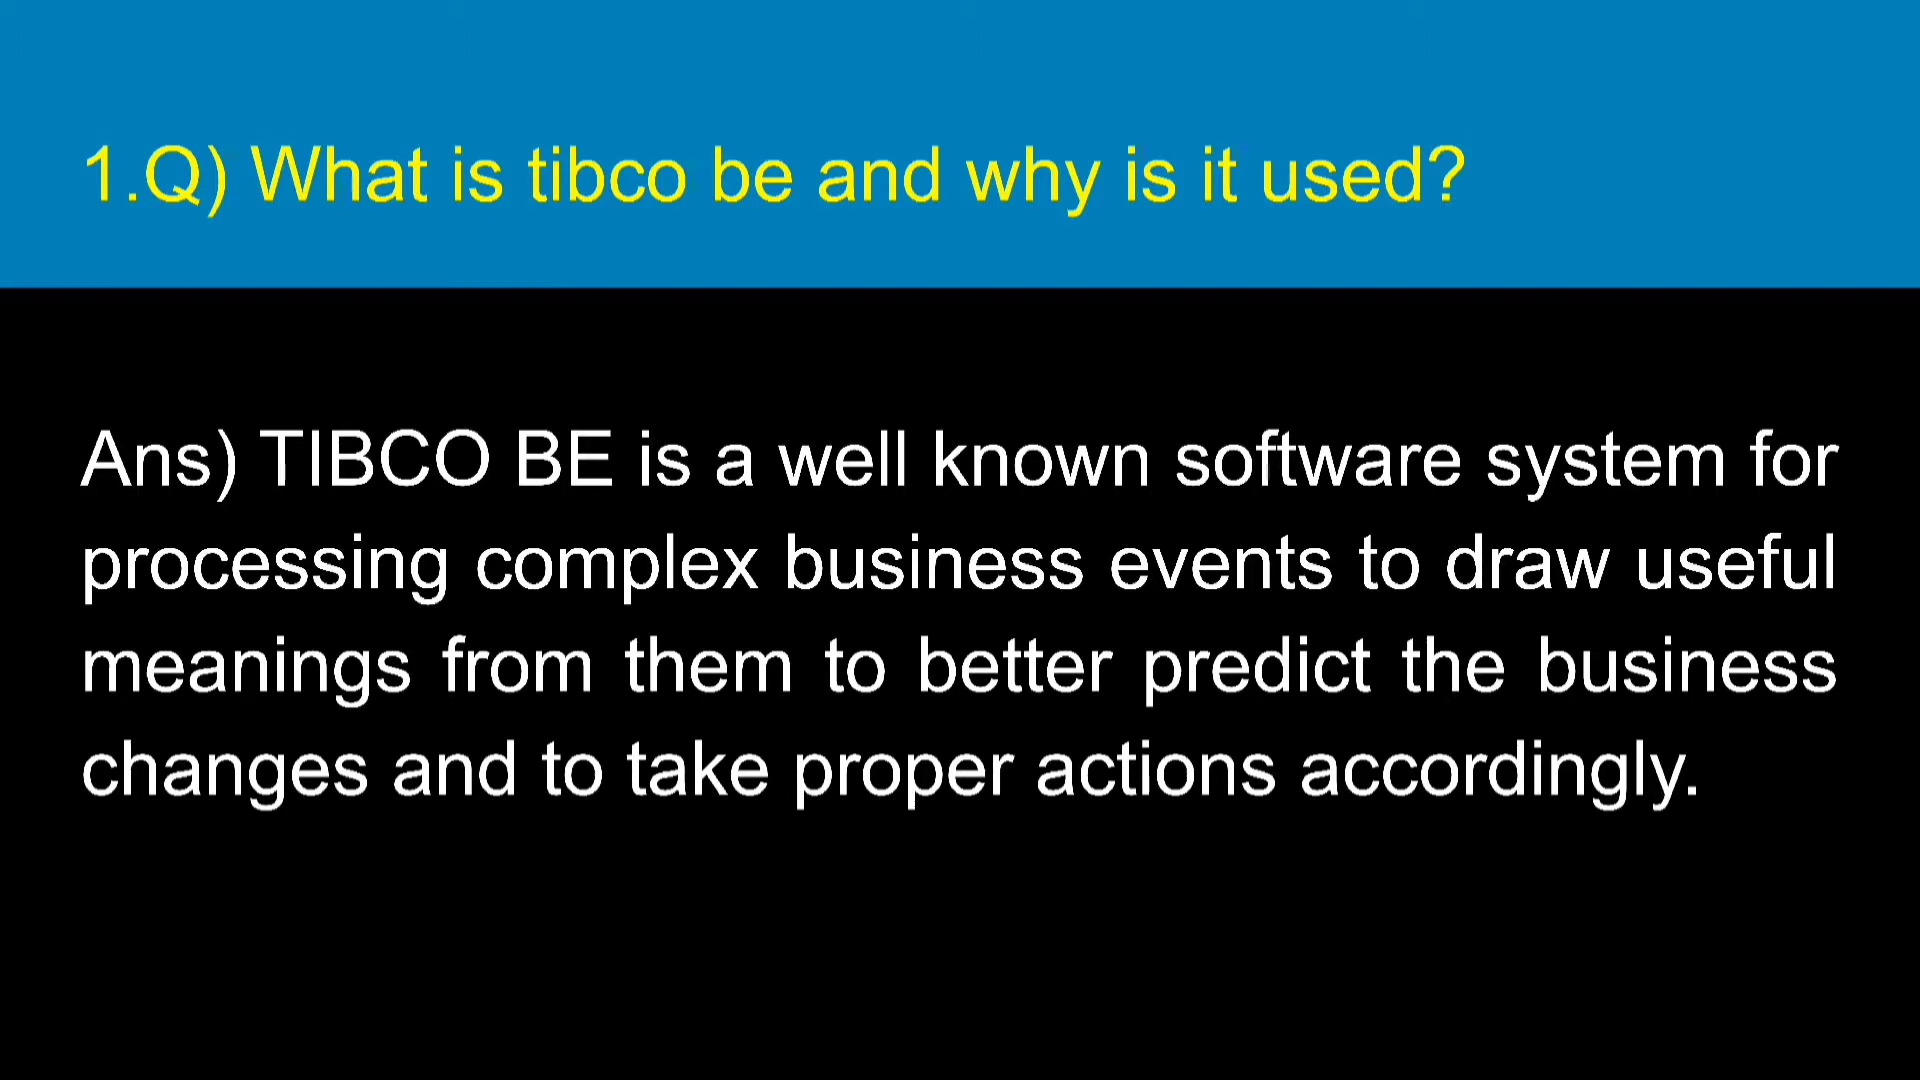 1.Q) What is tibco be and why is it used?
Ans) TIBCO BE is a well known software system for
processing complex business events to draw useful
meanings from them to better predict the business
changes and to take proper actions accordingly.